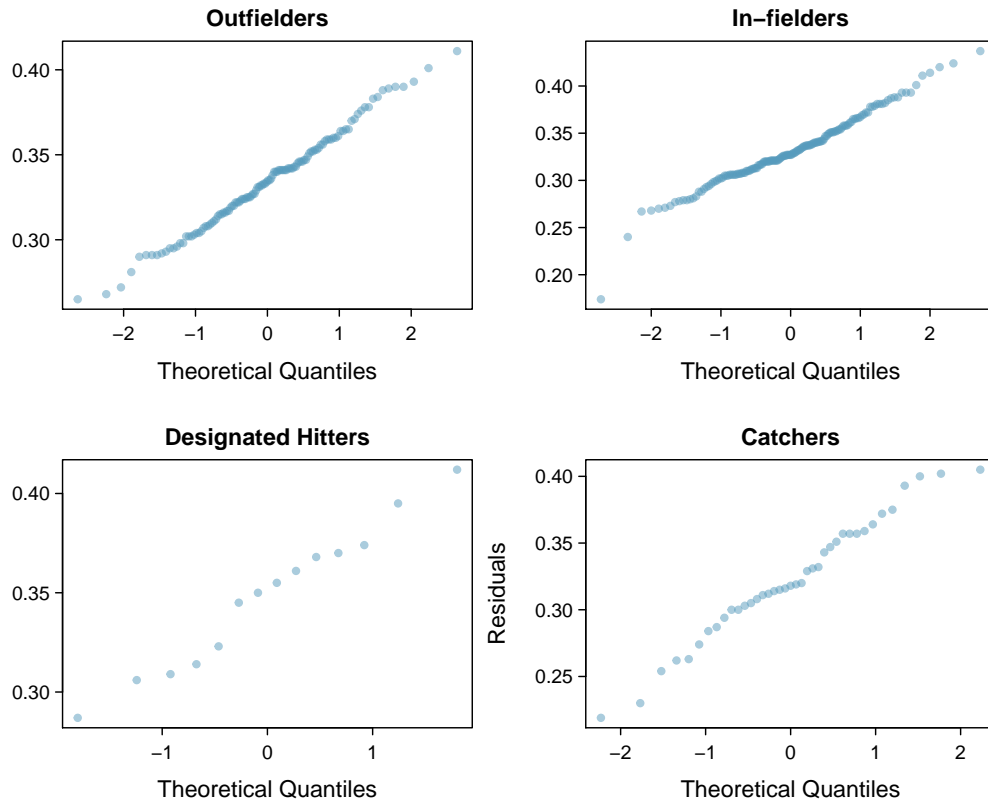 Outfielders
0.40
0.35
0.30
−2 −1 0 1 2
Theoretical Quantiles
In−fielders
0.40
0.35
0.30
0.25
0.20
−2 −1 0 1 2
Theoretical Quantiles
Designated Hitters
0.40
0.35
0.30
−1 0 1
Theoretical Quantiles
Catchers
Residuals
0.40
0.35
0.30
0.25
−2 −1 0 1 2
Theoretical Quantiles